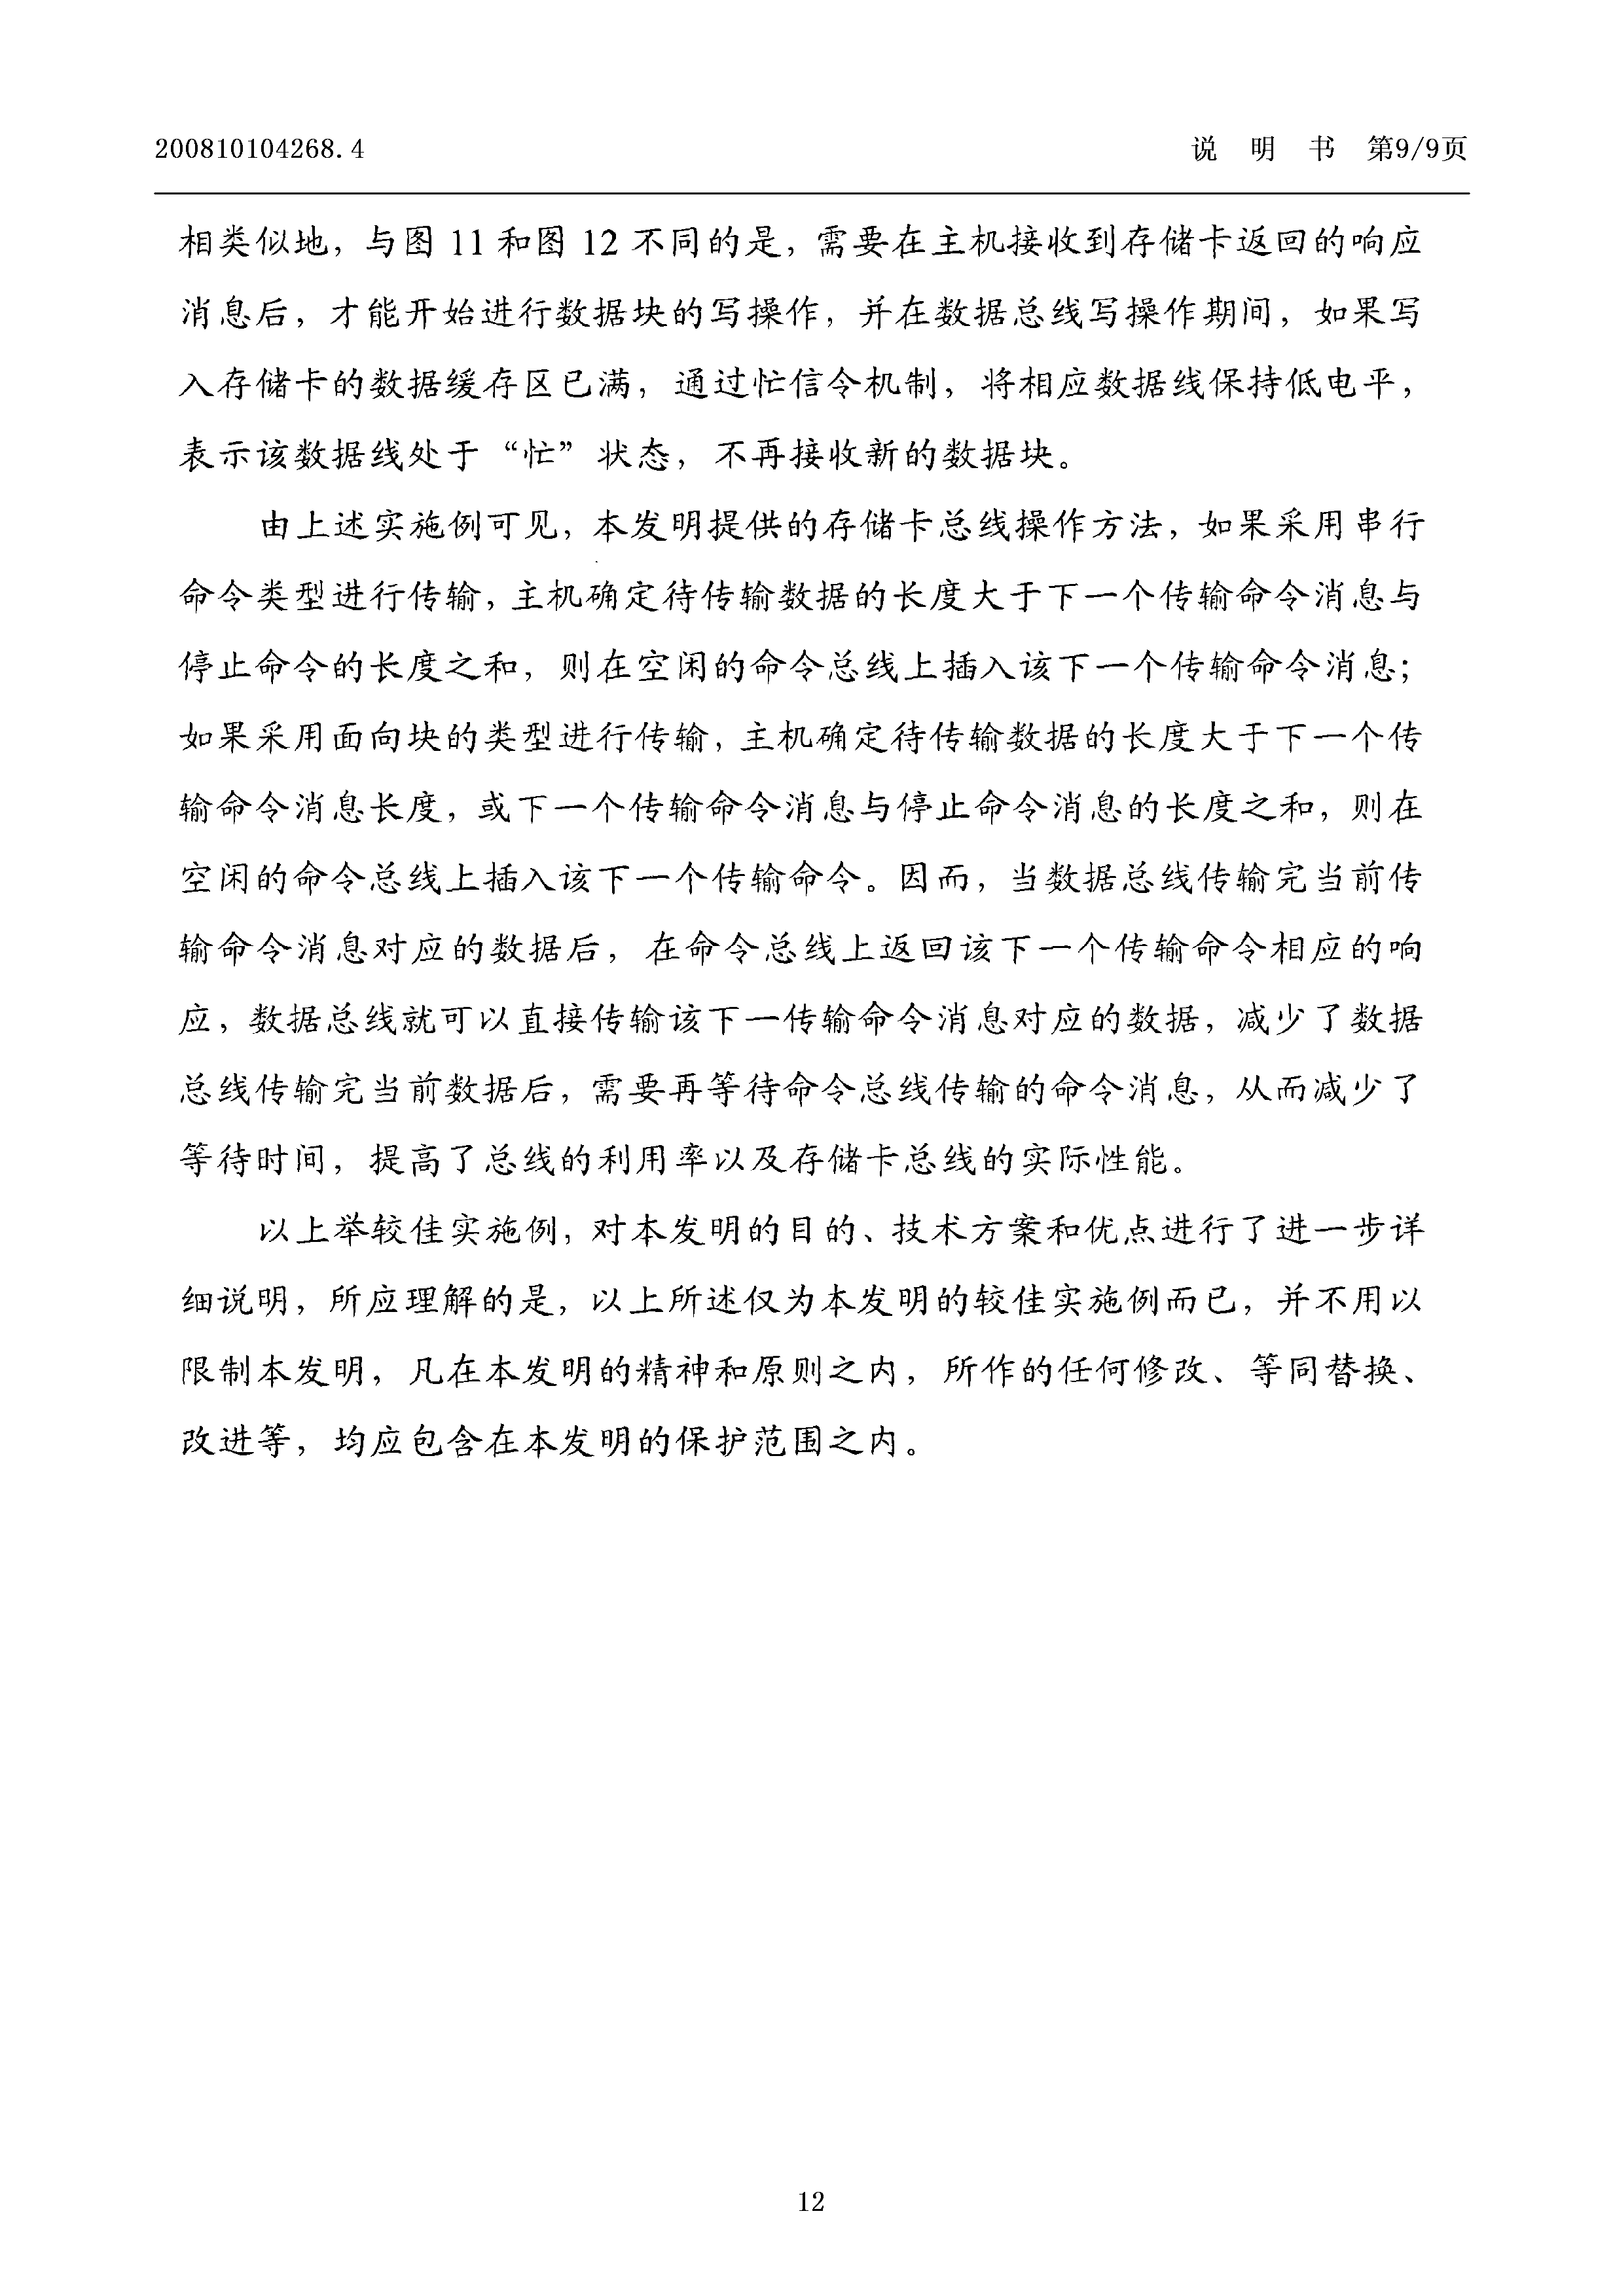 200810104268.4
说 明 书 第9/9页
相类似地，与图 11 和图 12 不同的是，需要在主机接收到存储卡返回的响应
消息后，才能开始进行数据块的写操作，并在数据总线写操作期间，如果写
入存储卡的数据缓存区已满，通过忙信令机制，将相应数据线保持低电平，
表示该数据线处于“忙”状态，不再接收新的数据块。
由上述实施例可见，本发明提供的存储卡总线操作方法，如果采用串行
命令类型进行传输，主机确定待传输数据的长度大于下一个传输命令消息与
停止命令的长度之和，则在空闲的命令总线上插入该下一个传输命令消息；
如果采用面向块的类型进行传输，主机确定待传输数据的长度大于下一个传
输命令消息长度，或下一个传输命令消息与停止命令消息的长度之和，则在
空闲的命令总线上插入该下一个传输命令。因而，当数据总线传输完当前传
输命令消息对应的数据后，在命令总线上返回该下一个传输命令相应的响
应，数据总线就可以直接传输该下一传输命令消息对应的数据，减少了数据
总线传输完当前数据后，需要再等待命令总线传输的命令消息，从而减少了
等待时间，提高了总线的利用率以及存储卡总线的实际性能。
以上举较佳实施例，对本发明的目的、技术方案和优点进行了进一步详
细说明，所应理解的是，以上所述仅为本发明的较佳实施例而已，并不用以
限制本发明，凡在本发明的精神和原则之内，所作的任何修改、等同替换、
改进等，均应包含在本发明的保护范围之内。
12